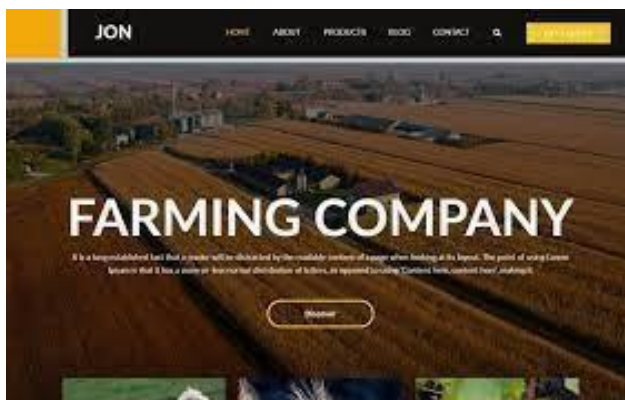 JON
HOME ABOUT PRODUCTS BLOG CONTACT
FARMING COMPANY
It is a long established fact that a reader will be distracted by the readable content of a page when looking at its layout. The point of using Lorem
Ipsum is that it has a more-or-less normal distribution of letters, as opposed to using 'Content here, content here', making it
Discover